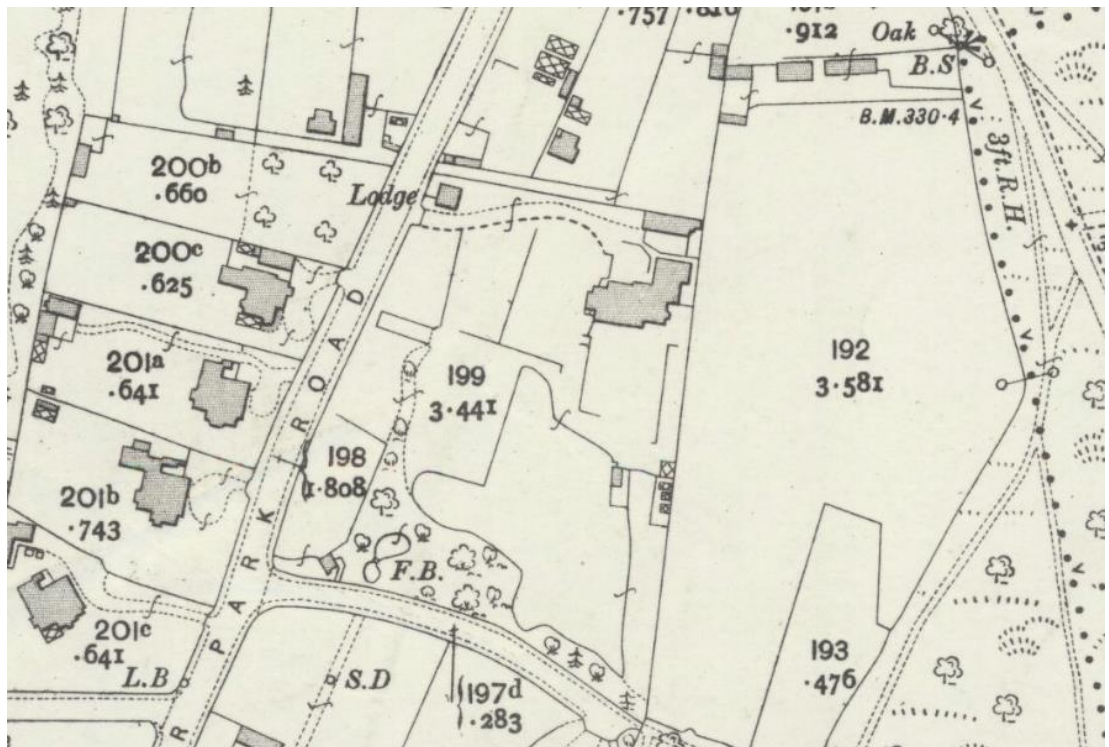 .757
.912
Oak
B.S
B.M.330.4
3ft.R.H.
200b
.660
Lodge
200c
.625
201a
.641
199
3.441
192
3.581
198
1.808
201b
.743
F.B.
201c
.641
L.B
S.D
197d
.283
193
.476
PARK ROAD
R